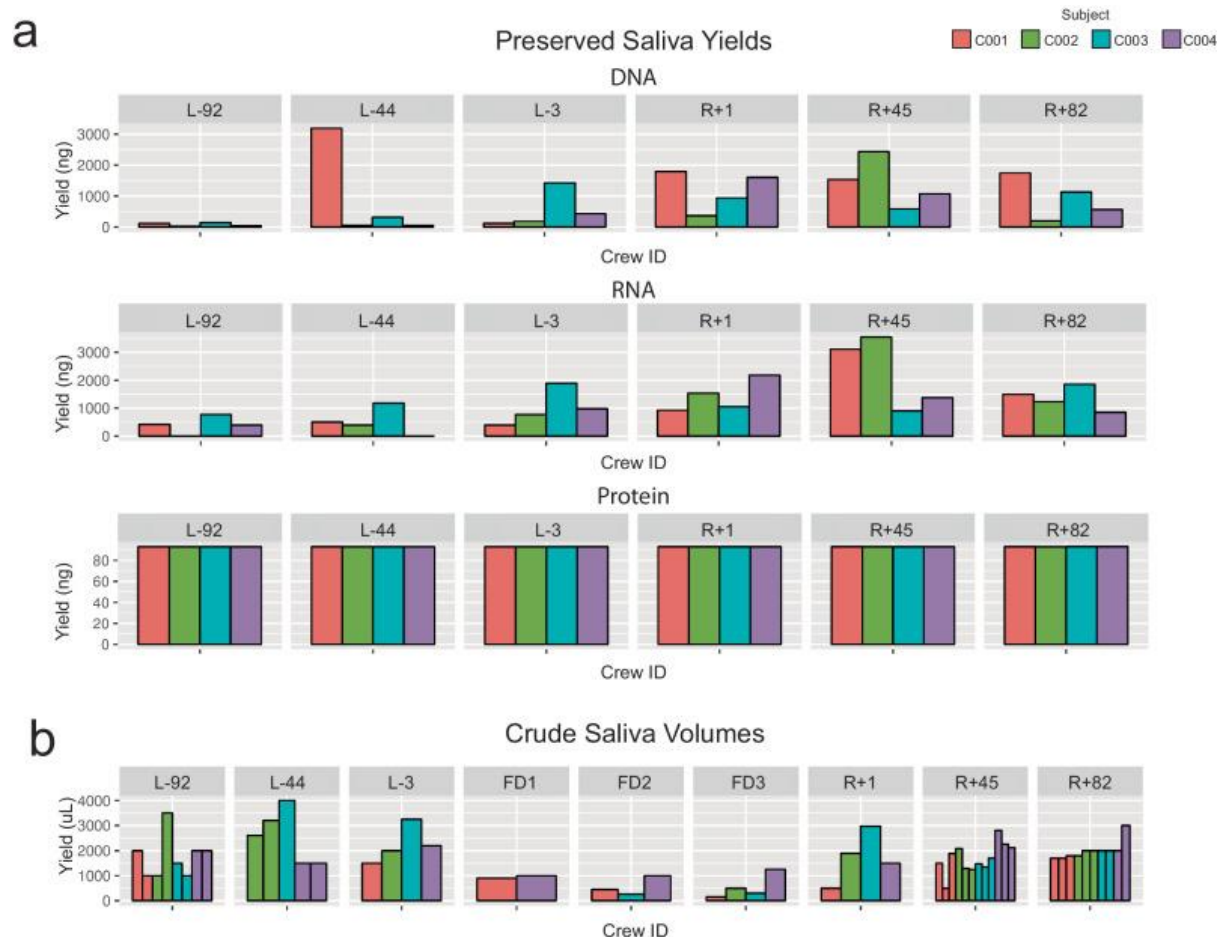 a
Preserved Saliva Yields
Subject
C001 C002 C003 C004
DNA
L-92 L-44 L-3 R+1 R+45 R+82
Yield (ng)
3000
2000
1000
0
Crew ID
RNA
L-92 L-44 L-3 R+1 R+45 R+82
Yield (ng)
3000
2000
1000
0
Crew ID
Protein
L-92 L-44 L-3 R+1 R+45 R+82
Yield (ng)
80
60
40
20
0
Crew ID
b
Crude Saliva Volumes
L-92 L-44 L-3 FD1 FD2 FD3 R+1 R+45 R+82
Yield (uL)
4000
3000
2000
1000
0
Crew ID